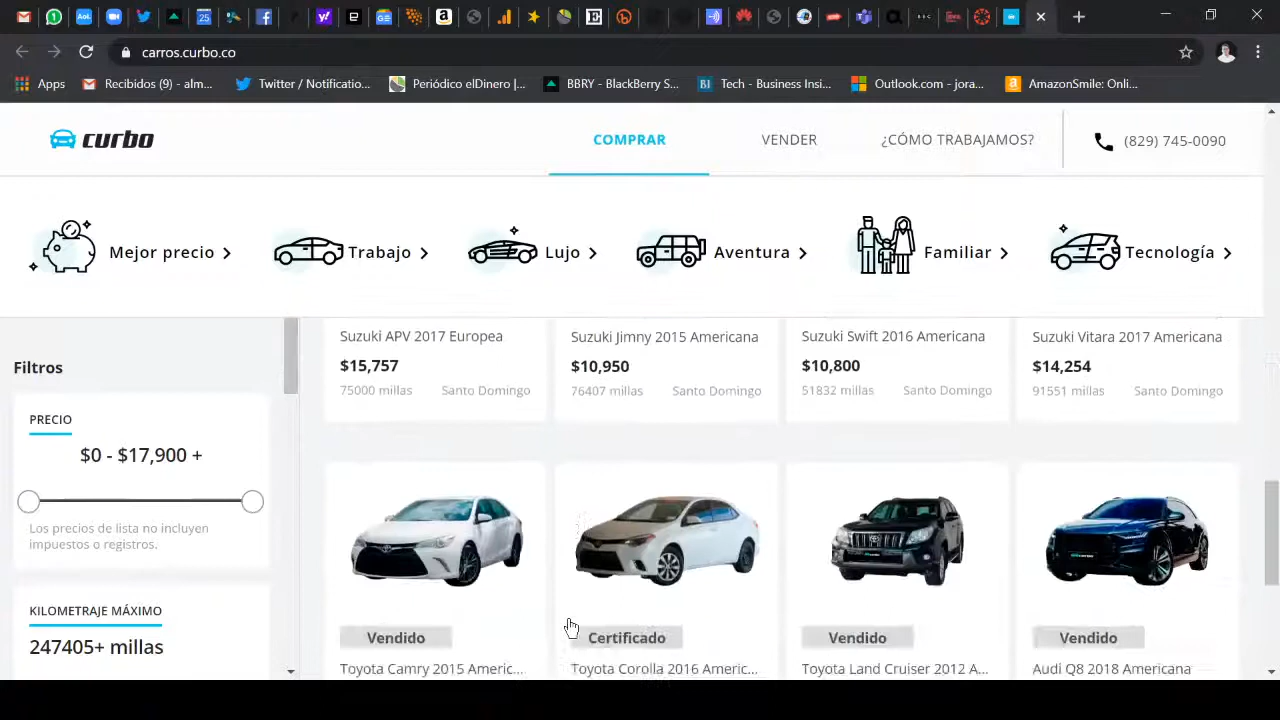 carros.curbo.co
Apps
Recibidos (9) - alm...
Twitter / Notificatio...
Periódico elDinero |...
BBRY - BlackBerry S...
Tech - Business Insi...
Outlook.com - jora...
AmazonSmile: Onli...
curbo
COMPRAR
VENDER
¿CÓMO TRABAJAMOS?
(829) 745-0090
Mejor precio
Trabajo
Lujo
Aventura
Familiar
Tecnología
Filtros
PRECIO
$0 - $17,900 +
Los precios de lista no incluyen
impuestos o registros.
KILOMETRAJE MÁXIMO
247405+ millas
Suzuki APV 2017 Europea
$15,757
75000 millas Santo Domingo
Suzuki Jimny 2015 Americana
$10,950
76407 millas Santo Domingo
Suzuki Swift 2016 Americana
$10,800
51832 millas Santo Domingo
Suzuki Vitara 2017 Americana
$14,254
91551 millas Santo Domingo
Vendido
Toyota Camry 2015 Americ...
Certificado
Toyota Corolla 2016 Americ...
Vendido
Toyota Land Cruiser 2012 A...
Vendido
Audi Q8 2018 Americana